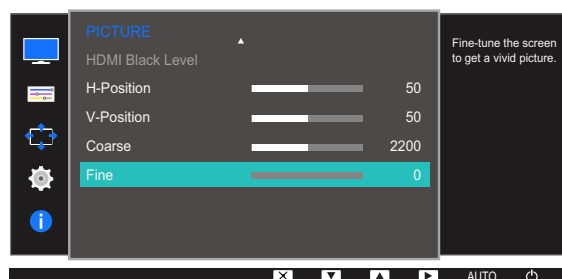 PICTURE
HDMI Black Level
H-Position 50
V-Position 50
Coarse 2200
Fine 0
Fine-tune the screen
to get a vivid picture.
AUTO